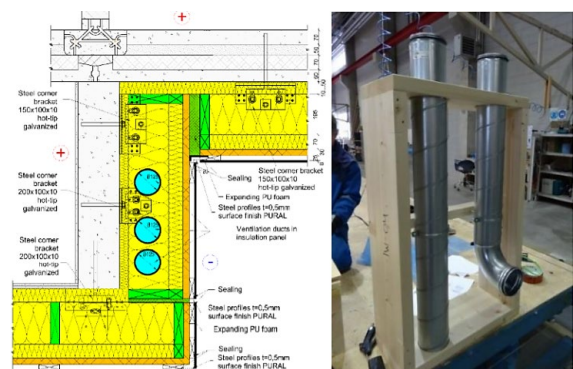 Steel corner
bracket
150x100x10
hot-tip
galvanized
Steel corner
bracket
200x100x10
hot-tip
galvanized
Steel corner
bracket
200x100x10
hot-tip
galvanized
Sealing
Steel corner bracket
150x100x10
hot-tip galvanized
Expanding PU foam
Steel profiles t=0,5mm
surface finish PURAL
Ventilation ducts in
insulation panel
Sealing
Steel profiles t=0,5mm
surface finish PURAL
Expanding PU foam
Sealing
Steel profiles t=0,5mm
surface finish PURAL